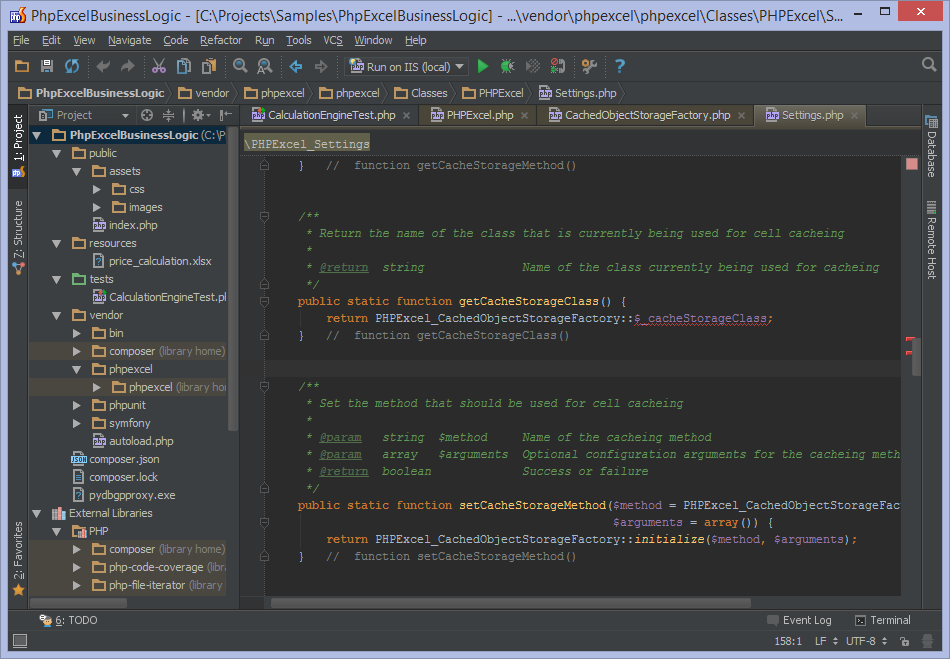 PhpExcelBusinessLogic - [C:\Projects\Samples\PhpExcelBusinessLogic] - ...\vendor\phpexcel\phpexcel\Classes\PHPExcel\S...
File Edit View Navigate Code Refactor Run Tools VCS Window Help
Run on IIS (local)
PhpExcelBusinessLogic vendor phpexcel phpexcel Classes PHPExcel Settings.php
Project
CalculationEngineTest.php PHPExcel.php CachedObjectStorageFactory.php Settings.php
1: Project
Z: Structure
2: Favorites
PhpExcelBusinessLogic (C:\P
public
assets
css
images
index.php
resources
price_calculation.xlsx
tests
CalculationEngineTest.pl
vendor
bin
composer (library home)
phpexcel
phpexcel (library ho
phpunit
symfony
autoload.php
composer.json
composer.lock
pydbgpproxy.exe
External Libraries
PHP
composer (library home)
php-code-coverage (libra
php-file-iterator (library
\PHPExcel_Settings
} // function getCacheStorageMethod()
/**
* Return the name of the class that is currently being used for cell cacheing
*
* @return string Name of the class currently being used for cacheing
*/
public static function getCacheStorageClass() {
return PHPExcel_CachedObjectStorageFactory::$_cacheStorageClass;
} // function getCacheStorageClass()
/**
* Set the method that should be used for cell cacheing
*
* @param string $method Name of the cacheing method
* @param array $arguments Optional configuration arguments for the cacheing meth
* @return boolean Success or failure
*/
public static function setCacheStorageMethod($method = PHPExcel_CachedObjectStorageFac
$arguments = array()) {
return PHPExcel_CachedObjectStorageFactory::initialize($method, $arguments);
} // function setCacheStorageMethod()
Database
Remote Host
6: TODO
Event Log
Terminal
158:1 LF UTF-8